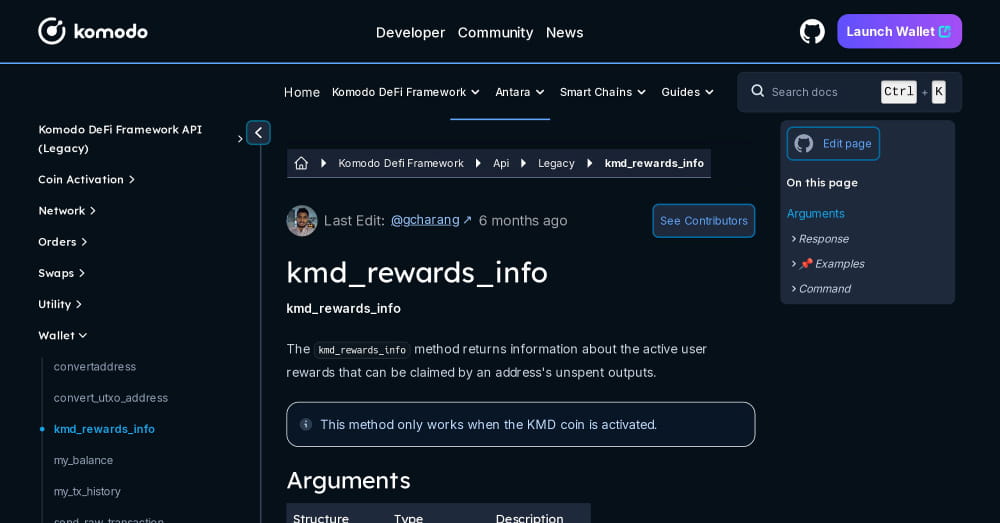 komodo
Developer Community News
Launch Wallet
Home Komodo DeFi Framework Antara Smart Chains Guides
Search docs Ctrl + K
Komodo DeFi Framework API
(Legacy)
Coin Activation
Network
Orders
Swaps
Utility
Wallet
convertaddress
convert_utxo_address
kmd_rewards_info
my_balance
my_tx_history
send_raw_transaction
Komodo Defi Framework Api Legacy kmd_rewards_info
Last Edit: @gcharang ↗ 6 months ago
See Contributors
kmd_rewards_info
kmd_rewards_info
The kmd_rewards_info method returns information about the active user
rewards that can be claimed by an address's unspent outputs.
This method only works when the KMD coin is activated.
Arguments
Structure Type Description
Edit page
On this page
Arguments
Response
📌 Examples
Command